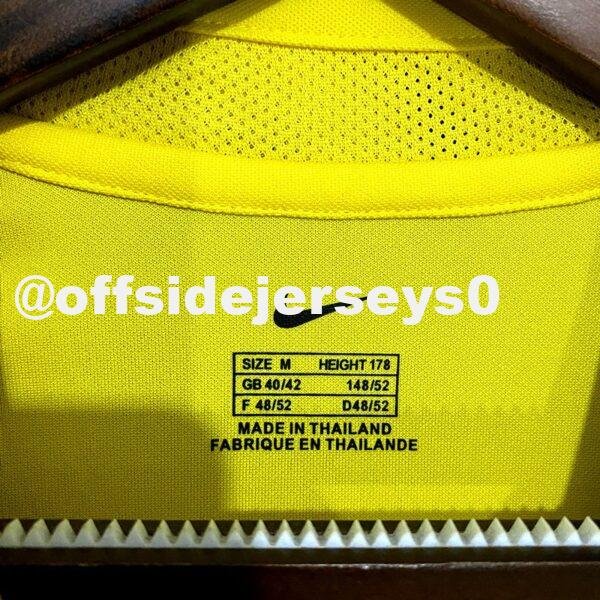 @offsidejerseys0
SIZE M HEIGHT 178
GB 40/42 148/52
F 48/52 D48/52
MADE IN THAILAND
FABRIQUE EN THAILANDE